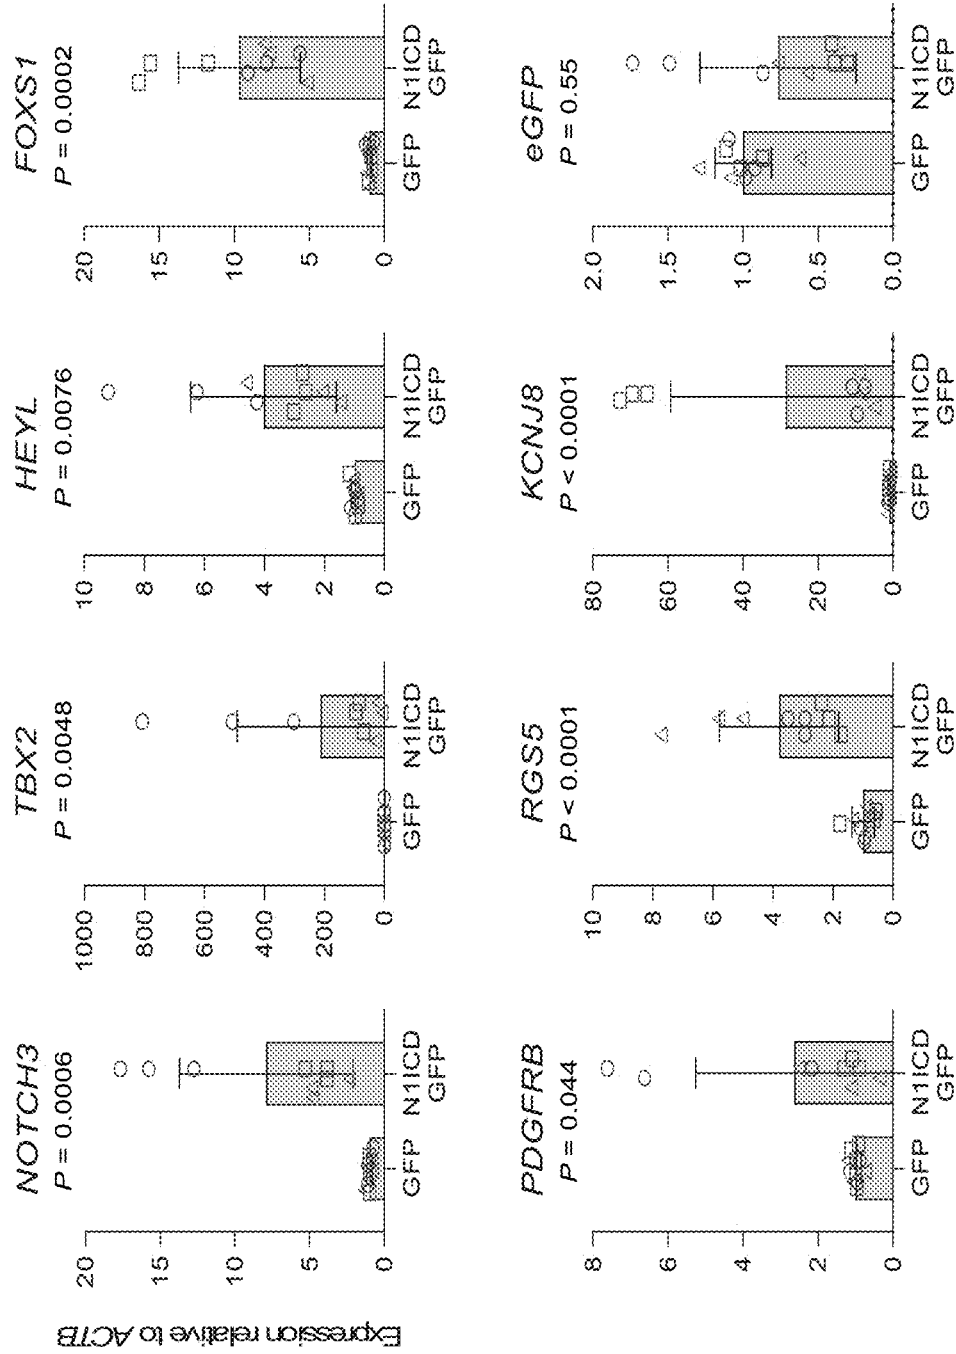 Expression relative to ACTB
NOTCH3
P = 0.0006
20
15
10
5
0
GFP
N1ICD
GFP
TBX2
P = 0.0048
1000
800
600
400
200
0
GFP
N1ICD
GFP
HEYL
P = 0.0076
10
8
6
4
2
0
GFP
N1ICD
GFP
FOXS1
P = 0.0002
20
15
10
5
0
GFP
N1ICD
GFP
PDGFRB
P = 0.044
10
8
6
4
2
0
GFP
N1ICD
GFP
RGS5
P < 0.0001
10
8
6
4
2
0
GFP
N1ICD
GFP
KCNJ8
P < 0.0001
80
60
40
20
0
GFP
N1ICD
GFP
eGFP
P = 0.55
2.0
1.5
1.0
0.5
0.0
GFP
N1ICD
GFP